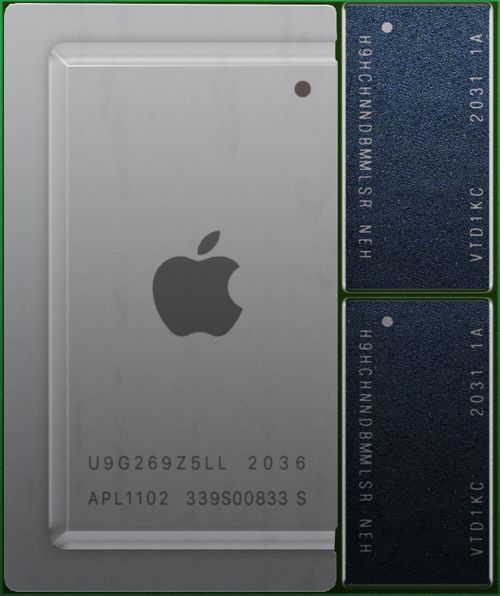 U9G269Z5LL 2036
APL1102 339S00833 S
H9HCHNNDBMMLSR NEH
VTD1KC 2031 1A
H9HCHNNDBMMLSR NEH
VTD1KC 2031 1A